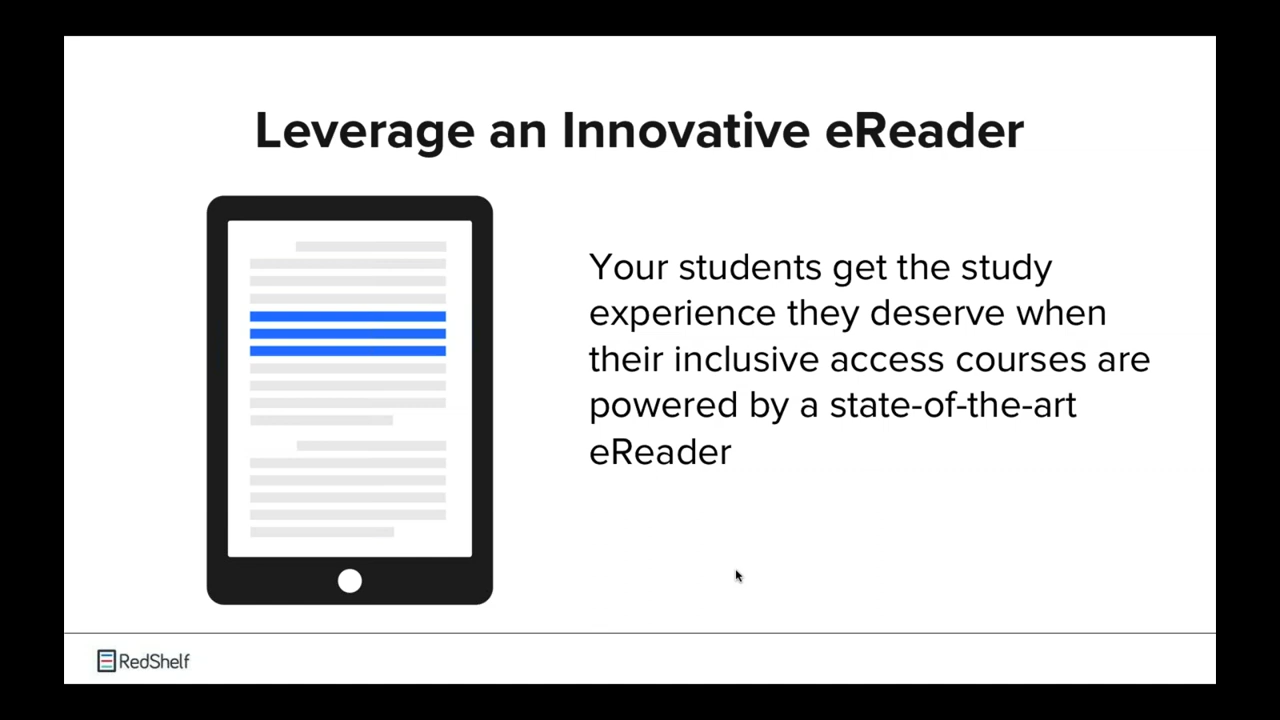 Leverage an Innovative eReader
Your students get the study
experience they deserve when
their inclusive access courses are
powered by a state-of-the-art
eReader
RedShelf